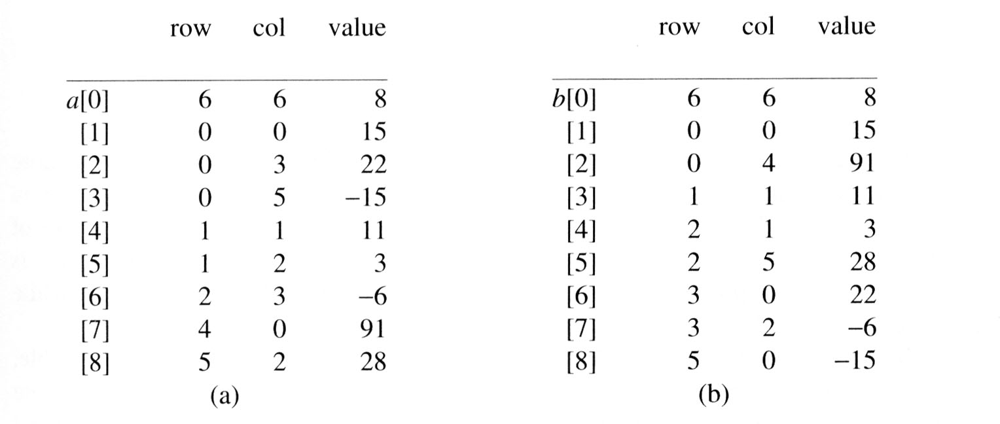 row col value
a[0] 6 6 8
[1] 0 0 15
[2] 0 3 22
[3] 0 5 −15
[4] 1 1 11
[5] 1 2 3
[6] 2 3 −6
[7] 4 0 91
[8] 5 2 28
(a)
row col value
b[0] 6 6 8
[1] 0 0 15
[2] 0 4 91
[3] 1 1 11
[4] 2 1 3
[5] 2 5 28
[6] 3 0 22
[7] 3 2 −6
[8] 5 0 −15
(b)